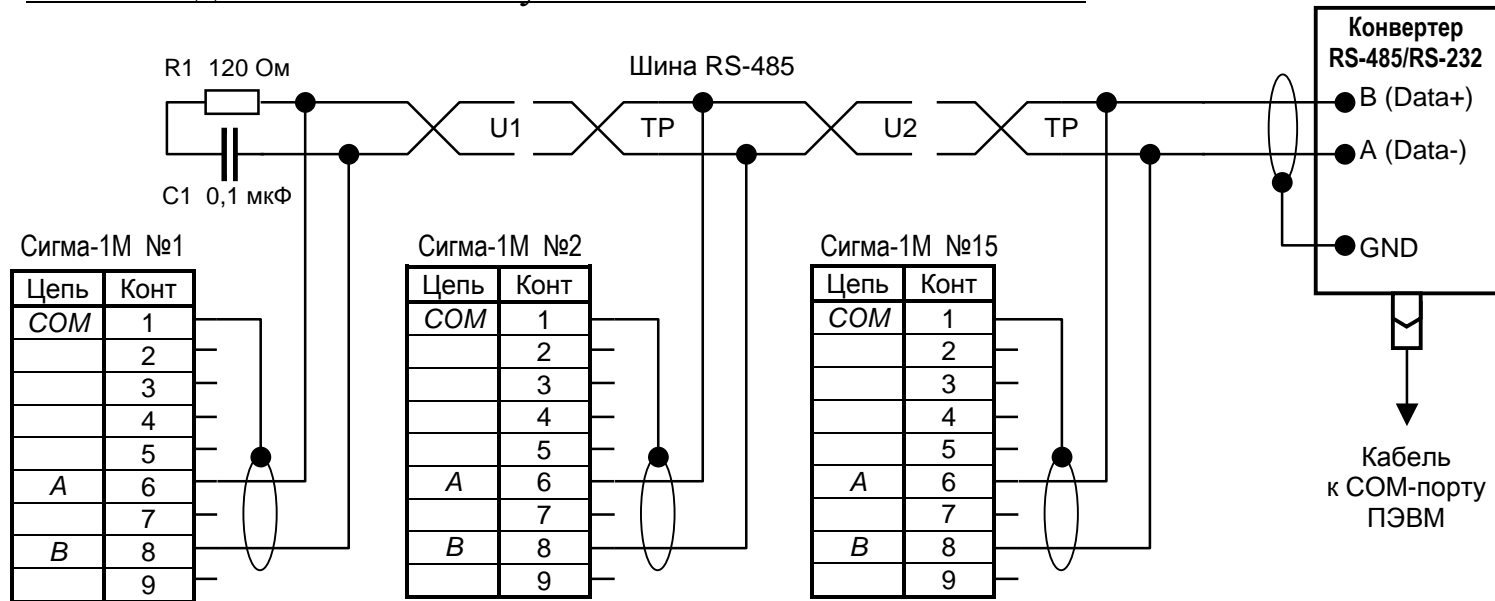 Конвертер
RS-485/RS-232
R1 120 Ом
Шина RS-485
B (Data+)
U1
TP
U2
TP
A (Data-)
C1 0,1 мкФ
GND
Сигма-1М №1
Цепь Конт
COM 1
2
3
4
5
A 6
7
B 8
9
Сигма-1М №2
Цепь Конт
COM 1
2
3
4
5
A 6
7
B 8
9
Сигма-1М №15
Цепь Конт
COM 1
2
3
4
5
A 6
7
B 8
9
Кабель
к COM-порту
ПЭВМ